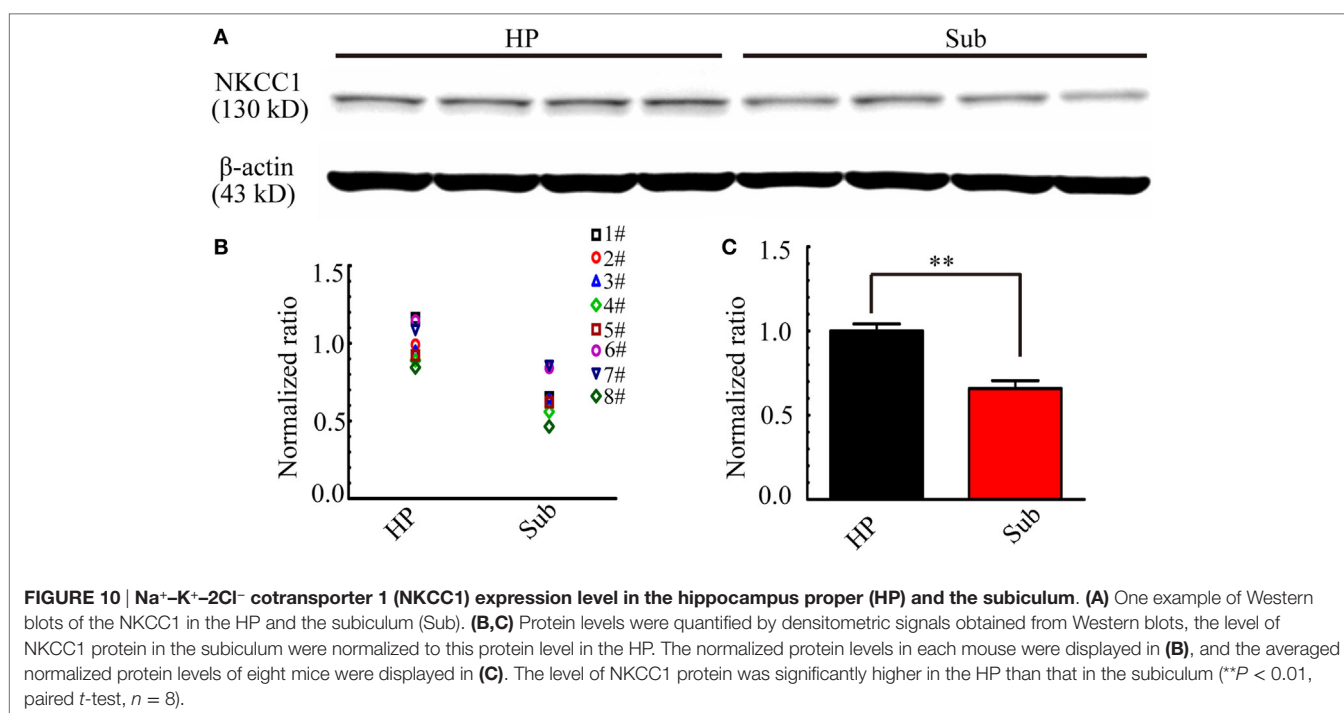 A
HP
Sub
NKCC1
(130 kD)
β-actin
(43 kD)
B
1#
2#
3#
4#
5#
6#
7#
8#
1.5
1.0
0.5
0.0
Normalized ratio
HP
Sub
C
**
1.5
1.0
0.5
0.0
Normalized ratio
HP
Sub
FIGURE 10 | Na⁺–K⁺–2Cl⁻ cotransporter 1 (NKCC1) expression level in the hippocampus proper (HP) and the subiculum. (A) One example of Western
blots of the NKCC1 in the HP and the subiculum (Sub). (B,C) Protein levels were quantified by densitometric signals obtained from Western blots, the level of
NKCC1 protein in the subiculum were normalized to this protein level in the HP. The normalized protein levels in each mouse were displayed in (B), and the averaged
normalized protein levels of eight mice were displayed in (C). The level of NKCC1 protein was significantly higher in the HP than that in the subiculum (**P < 0.01,
paired t-test, n = 8).